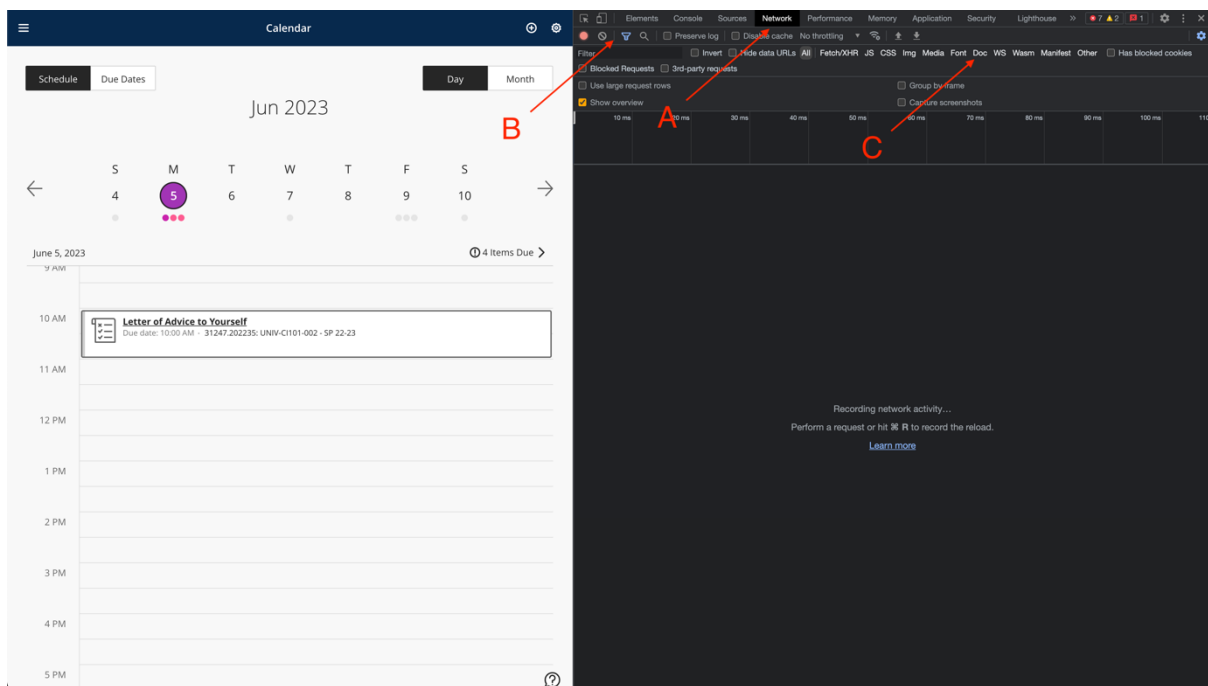 Calendar
Schedule Due Dates
Day Month
Jun 2023
S M T W T F S
4 5 6 7 8 9 10
June 5, 2023
4 Items Due
9 AM
10 AM
Letter of Advice to Yourself
Due date: 10:00 AM - 31247.202235: UNIV-CI101-002 - SP 22-23
11 AM
12 PM
1 PM
2 PM
3 PM
4 PM
5 PM
Elements Console Sources Network Performance Memory Application Security Lighthouse » 7 2 1
Preserve log Disable cache No throttling
Filter Invert Hide data URLs All Fetch/XHR JS CSS Img Media Font Doc WS Wasm Manifest Other Has blocked cookies
Blocked Requests 3rd-party requests
Use large request rows Group by frame
Show overview Capture screenshots
10 ms 20 ms 30 ms 40 ms 50 ms 60 ms 70 ms 80 ms 90 ms 100 ms 110
B A C
Recording network activity…
Perform a request or hit ⌘ R to record the reload.
Learn more